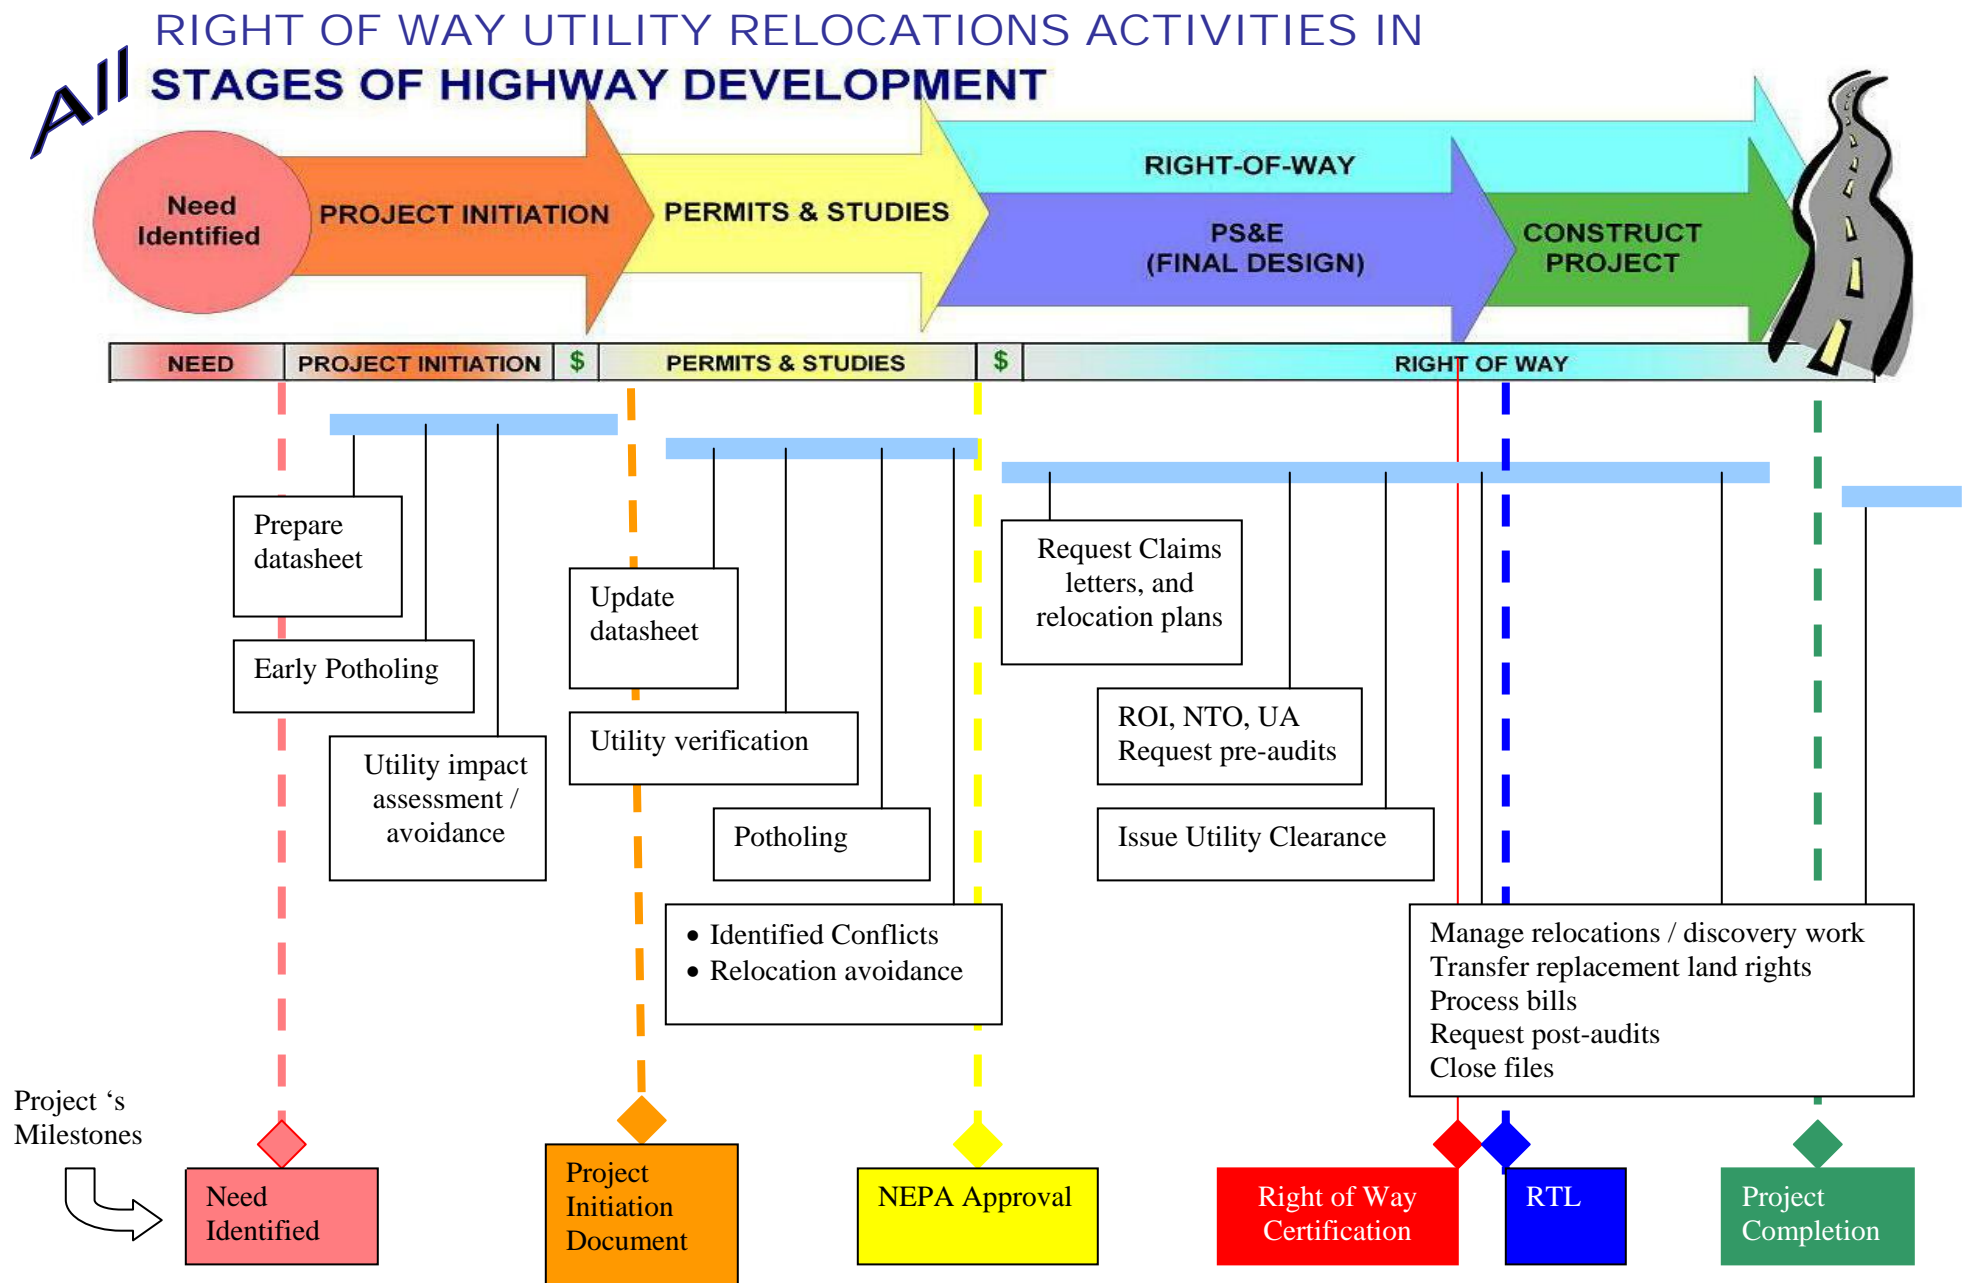 RIGHT OF WAY UTILITY RELOCATIONS ACTIVITIES IN
All STAGES OF HIGHWAY DEVELOPMENT
Need
Identified
PROJECT INITIATION
PERMITS & STUDIES
RIGHT-OF-WAY
PS&E
(FINAL DESIGN)
CONSTRUCT
PROJECT
NEED
PROJECT INITIATION
$
PERMITS & STUDIES
$
RIGHT OF WAY
Prepare
datasheet
Early Potholing
Utility impact
assessment /
avoidance
Update
datasheet
Utility verification
Potholing
• Identified Conflicts
• Relocation avoidance
Request Claims
letters, and
relocation plans
ROI, NTO, UA
Request pre-audits
Issue Utility Clearance
Manage relocations / discovery work
Transfer replacement land rights
Process bills
Request post-audits
Close files
Project ‘s
Milestones
Need
Identified
Project
Initiation
Document
NEPA Approval
Right of Way
Certification
RTL
Project
Completion